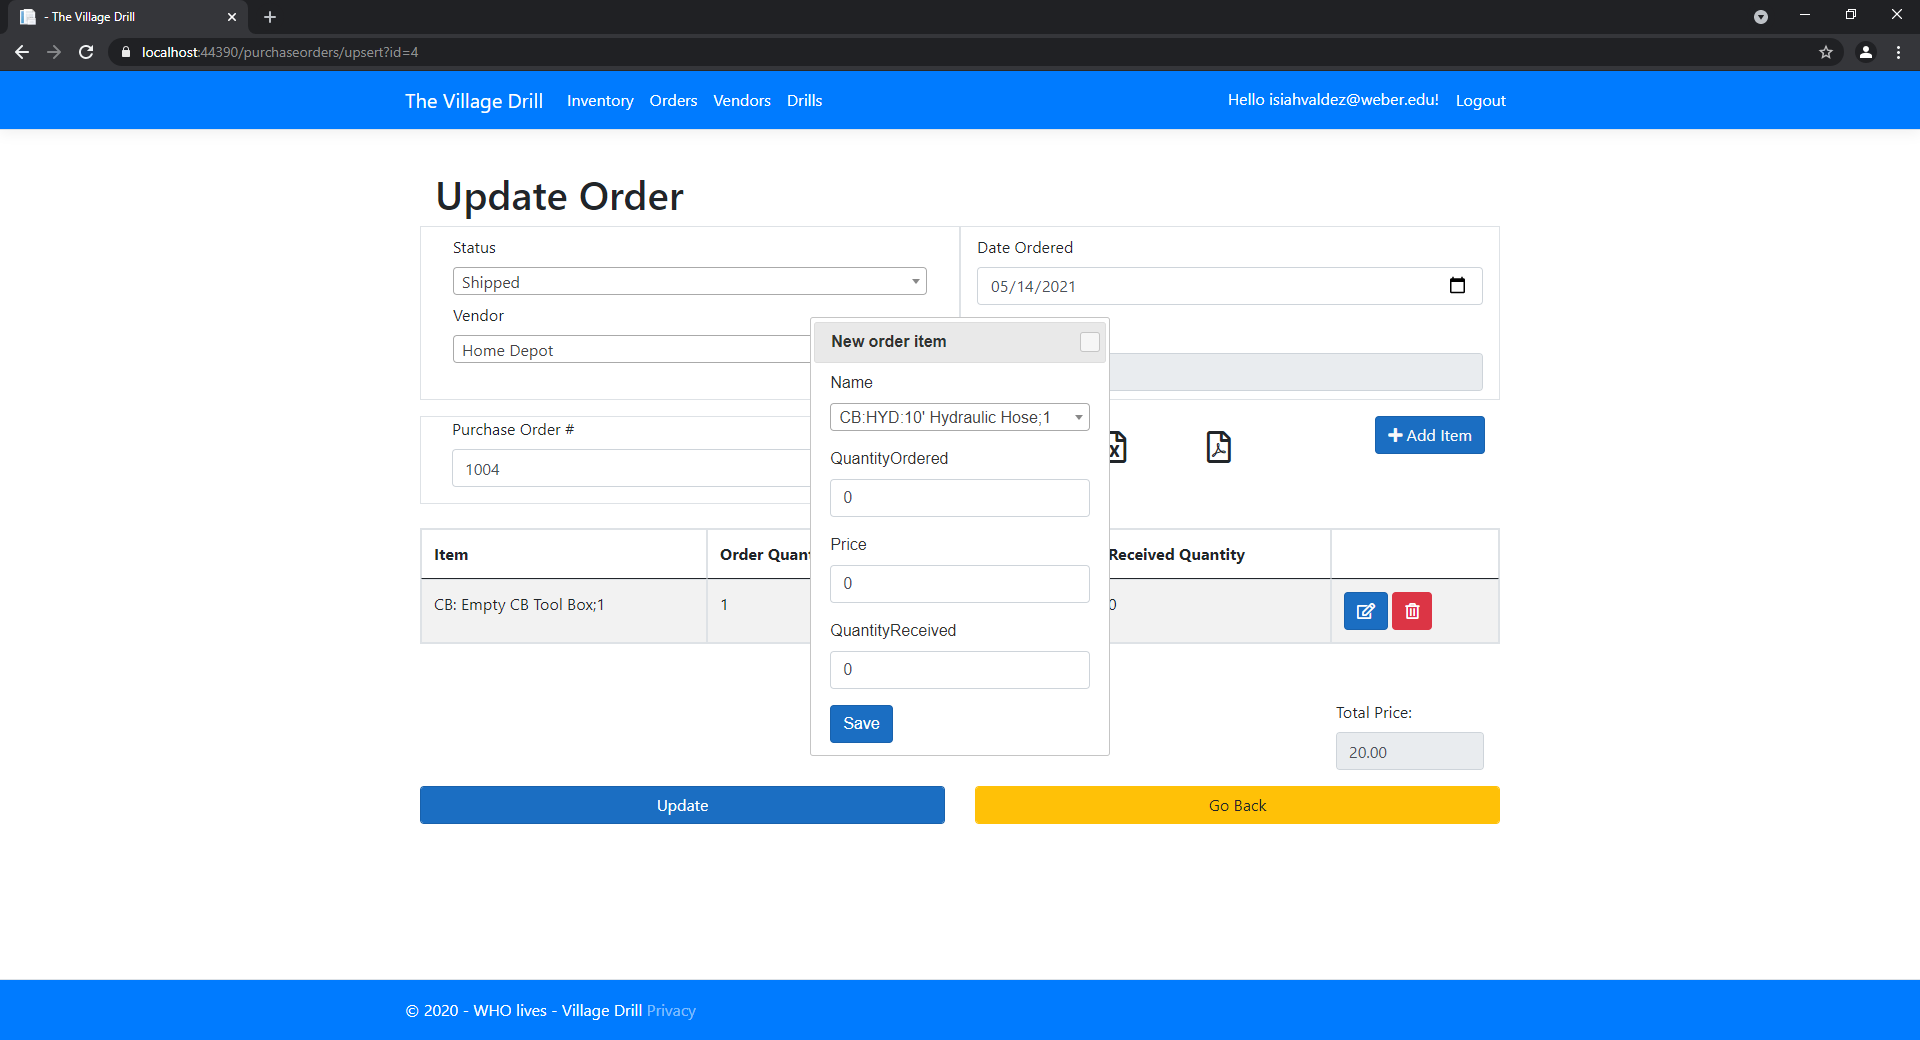 - The Village Drill
localhost:44390/purchaseorders/upsert?id=4
The Village Drill Inventory Orders Vendors Drills Hello isiahvaldez@weber.edu! Logout
Update Order
Status
Shipped
Date Ordered
05/14/2021
Vendor
Home Depot
New order item
Name
CB:HYD:10' Hydraulic Hose;1
QuantityOrdered
0
Price
0
QuantityReceived
0
Save
Purchase Order #
1004
Add Item
Item Order Quan Received Quantity
CB: Empty CB Tool Box;1 1 0
Total Price:
20.00
Update Go Back
© 2020 - WHO lives - Village Drill Privacy